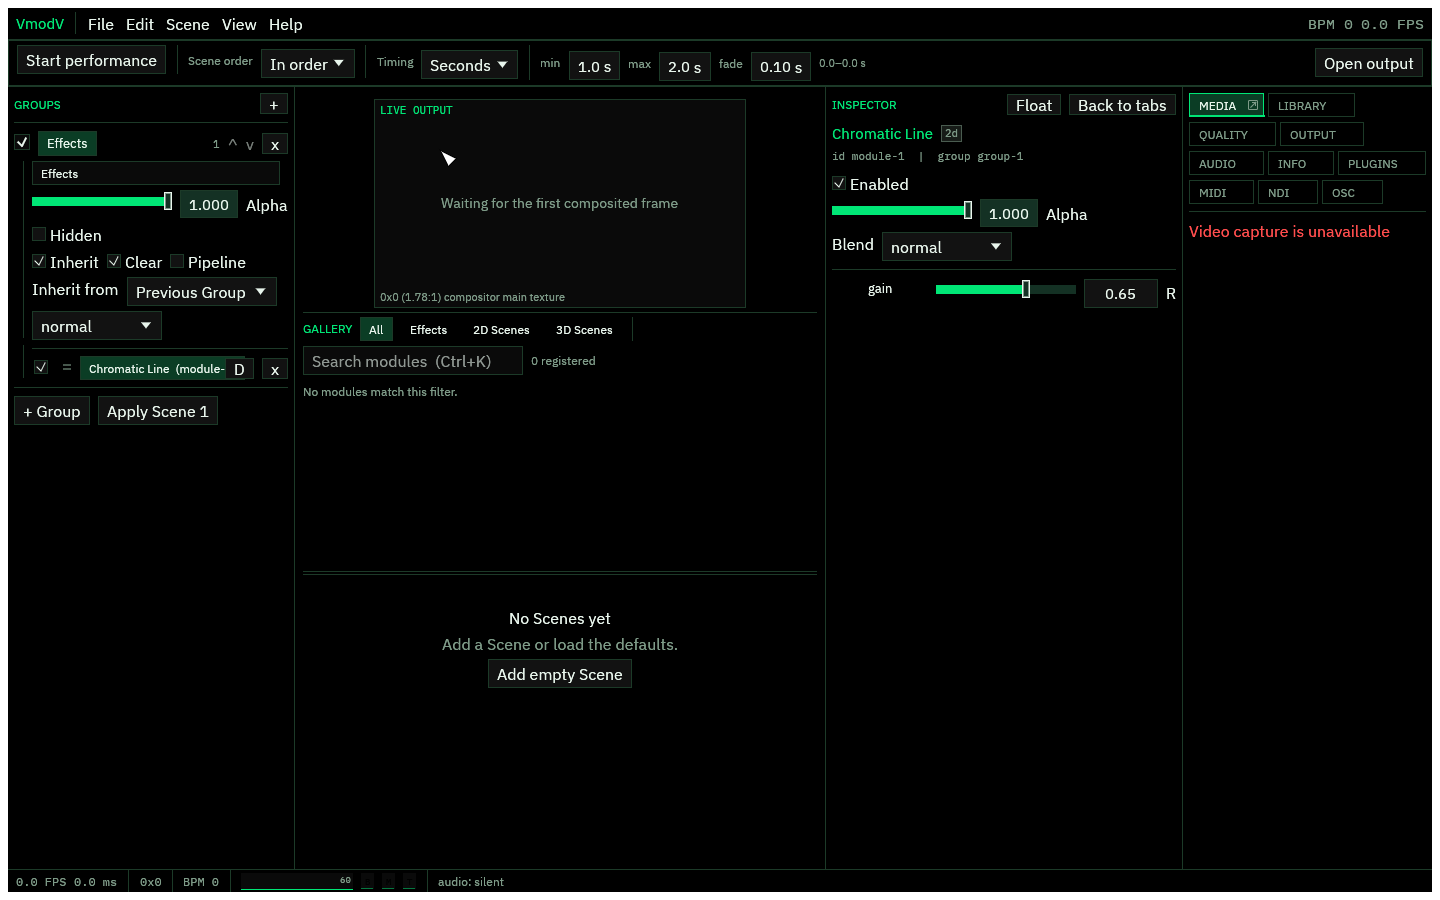 VmodV File Edit Scene View Help BPM 0 0.0 FPS
Start performance Scene order In order Timing Seconds min 1.0 s max 2.0 s fade 0.10 s 0.0–0.0 s Open output
GROUPS +
Effects 1 ^ v x
Effects
1.000 Alpha
Hidden
Inherit Clear Pipeline
Inherit from Previous Group
normal
= Chromatic Line (module- D x
+ Group Apply Scene 1
LIVE OUTPUT
Waiting for the first composited frame
0x0 (1.78:1) compositor main texture
GALLERY All Effects 2D Scenes 3D Scenes
Search modules (Ctrl+K) 0 registered
No modules match this filter.
No Scenes yet
Add a Scene or load the defaults.
Add empty Scene
INSPECTOR Float Back to tabs
Chromatic Line 2d
id module-1 | group group-1
Enabled
1.000 Alpha
Blend normal
gain 0.65 R
MEDIA LIBRARY
QUALITY OUTPUT
AUDIO INFO PLUGINS
MIDI NDI OSC
Video capture is unavailable
0.0 FPS 0.0 ms 0x0 BPM 0 60 audio: silent